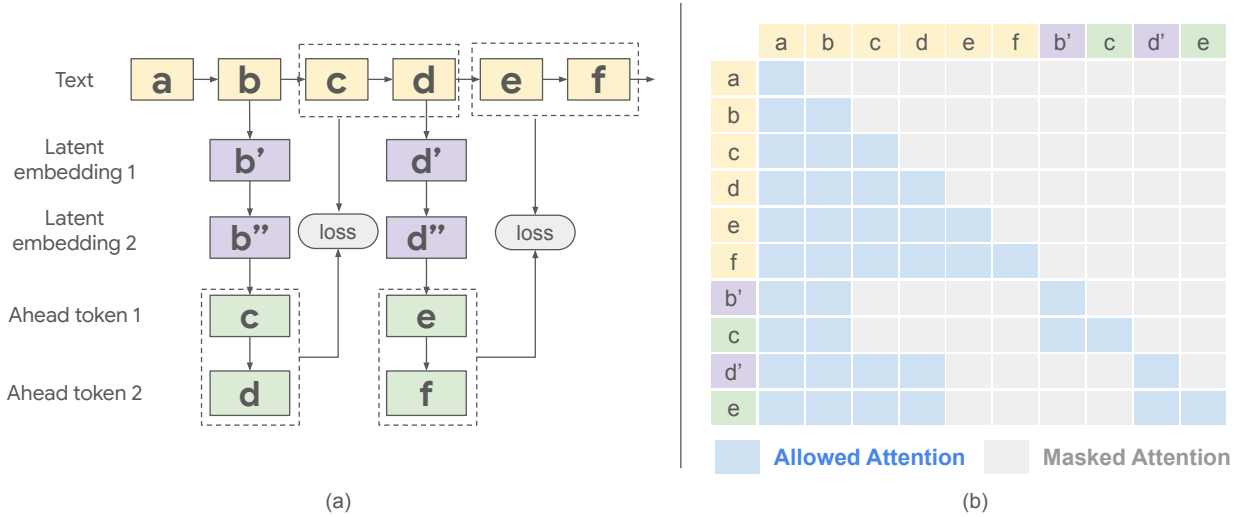 Text
a b c d e f
Latent
embedding 1
b' d'
Latent
embedding 2
b” d”
loss loss
Ahead token 1
c e
Ahead token 2
d f
(a)
a b c d e f b' c d' e
a
b
c
d
e
f
b'
c
d'
e
Allowed Attention Masked Attention
(b)